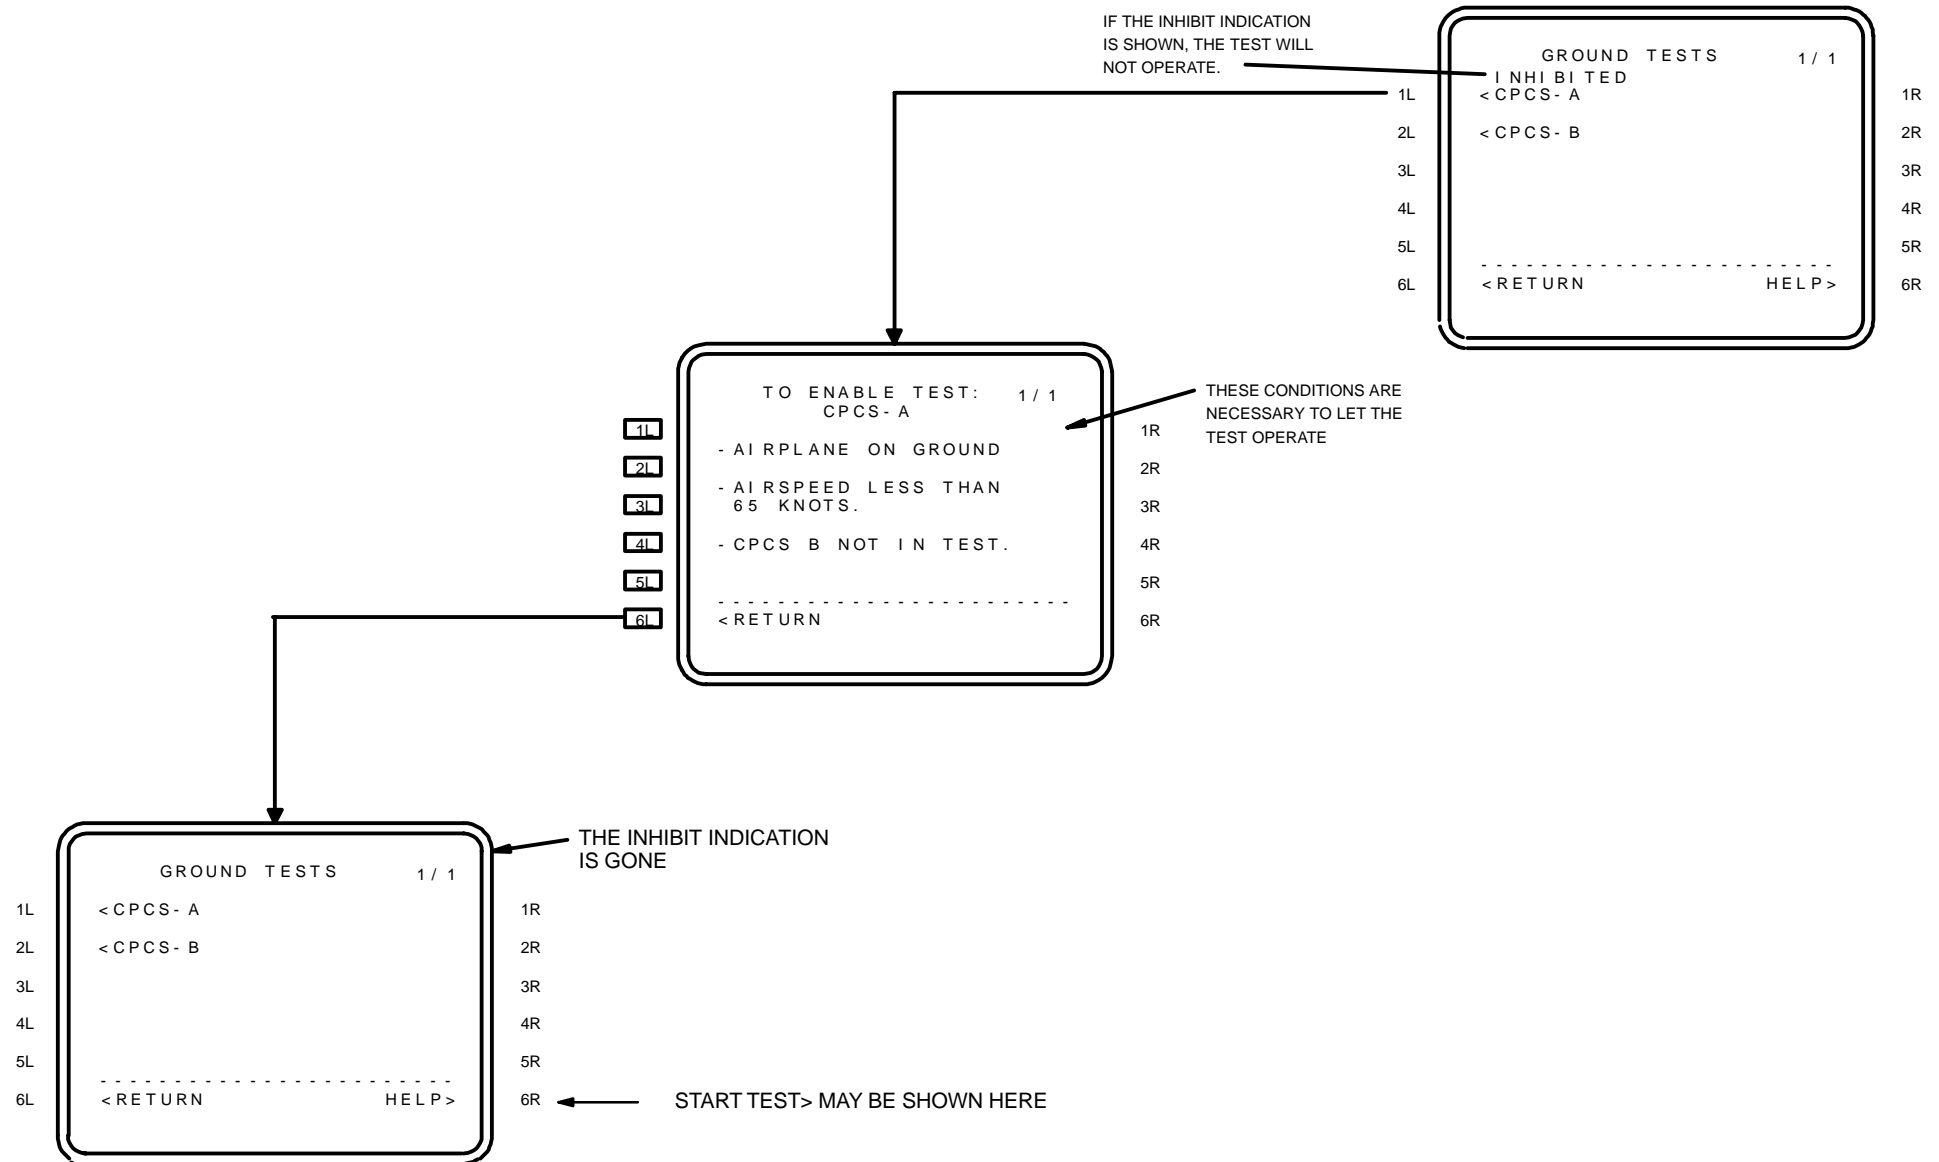 IF THE INHIBIT INDICATION
IS SHOWN, THE TEST WILL
NOT OPERATE.
GROUND TESTS 1/1
INHIBITED
1L <CPCS-A 1R
2L <CPCS-B 2R
3L 3R
4L 4R
5L 5R
------------------------
6L <RETURN HELP> 6R
TO ENABLE TEST: 1/1
CPCS-A
THESE CONDITIONS ARE
NECESSARY TO LET THE
TEST OPERATE
1L 1R
-AIRPLANE ON GROUND
2L 2R
-AIRSPEED LESS THAN
3L 65 KNOTS. 3R
4L -CPCS B NOT IN TEST. 4R
5L 5R
------------------------
6L <RETURN 6R
THE INHIBIT INDICATION
IS GONE
GROUND TESTS 1/1
1L <CPCS-A 1R
2L <CPCS-B 2R
3L 3R
4L 4R
5L 5R
------------------------
6L <RETURN HELP> 6R
START TEST> MAY BE SHOWN HERE